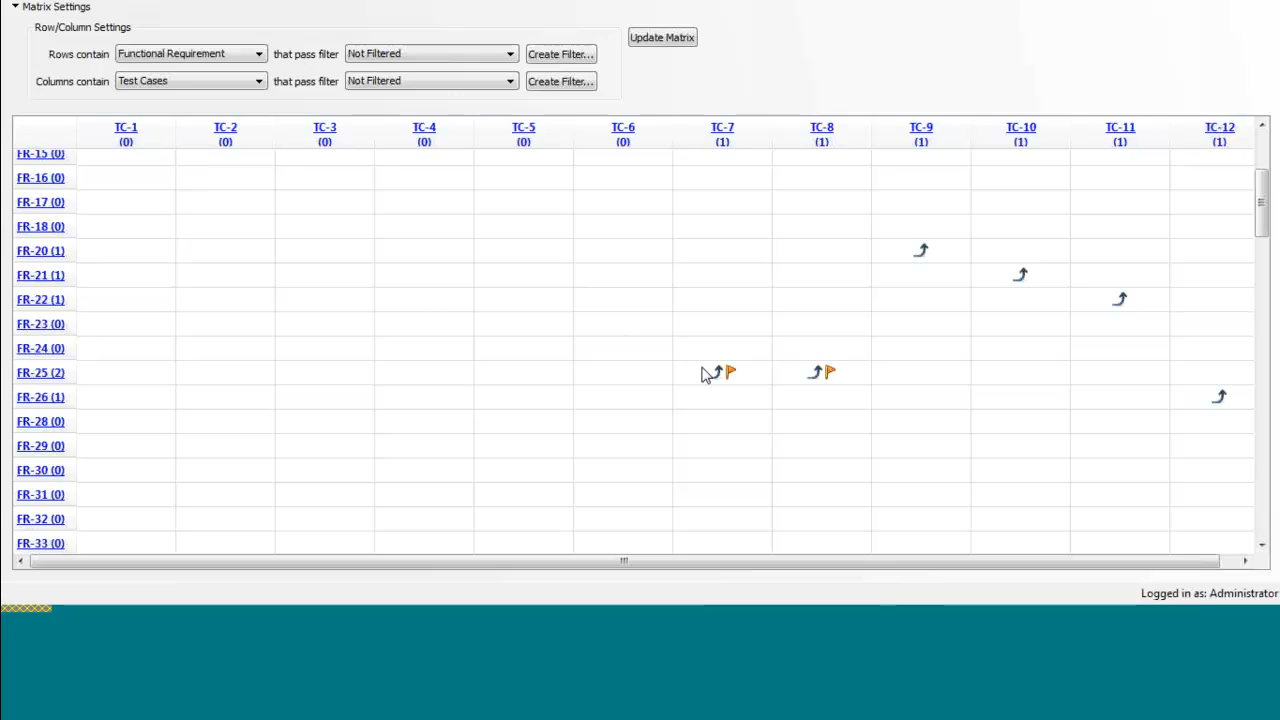 Matrix Settings
Row/Column Settings
Update Matrix
Rows contain Functional Requirement that pass filter Not Filtered Create Filter...
Columns contain Test Cases that pass filter Not Filtered Create Filter...
TC-1 TC-2 TC-3 TC-4 TC-5 TC-6 TC-7 TC-8 TC-9 TC-10 TC-11 TC-12
(0) (0) (0) (0) (0) (0) (1) (1) (1) (1) (1) (1)
FR-15 (0)
FR-16 (0)
FR-17 (0)
FR-18 (0)
FR-20 (1)
FR-21 (1)
FR-22 (1)
FR-23 (0)
FR-24 (0)
FR-25 (2)
FR-26 (1)
FR-28 (0)
FR-29 (0)
FR-30 (0)
FR-31 (0)
FR-32 (0)
FR-33 (0)
Logged in as: Administrator